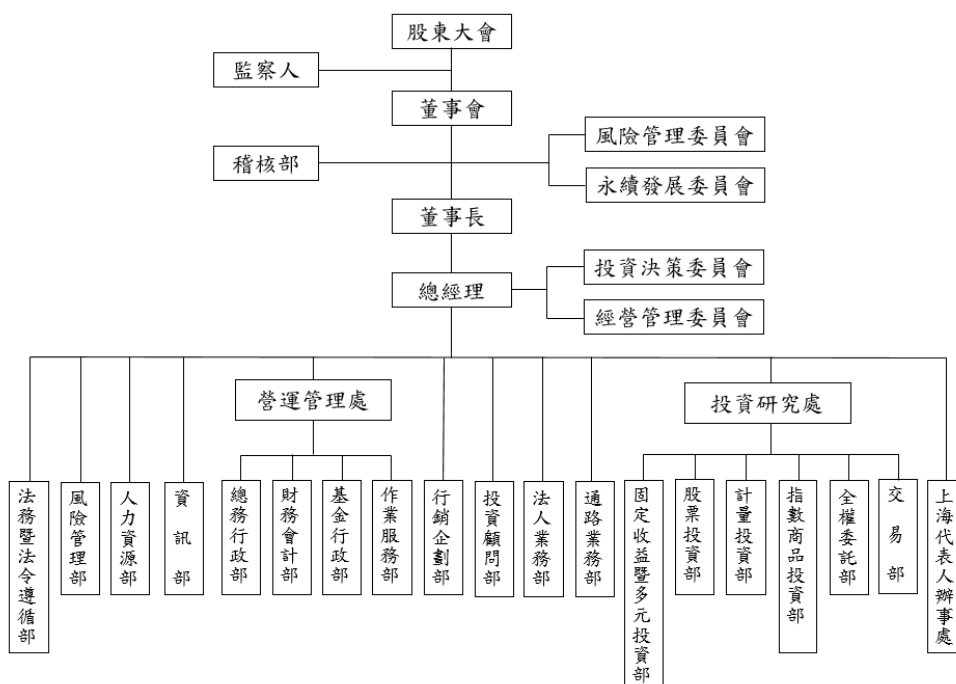 股東大會
監察人
董事會
風險管理委員會
稽核部
永續發展委員會
董事長
投資決策委員會
總經理
經營管理委員會
營運管理處
投資研究處
法務暨法令遵循部
風險管理部
人力資源部
資訊部
總務行政部
財務會計部
基金行政部
作業服務部
行銷企劃部
投資顧問部
法人業務部
通路業務部
固定收益暨多元投資部
股票投資部
計量投資部
指數商品投資部
全權委託部
交易部
上海代表人辦事處